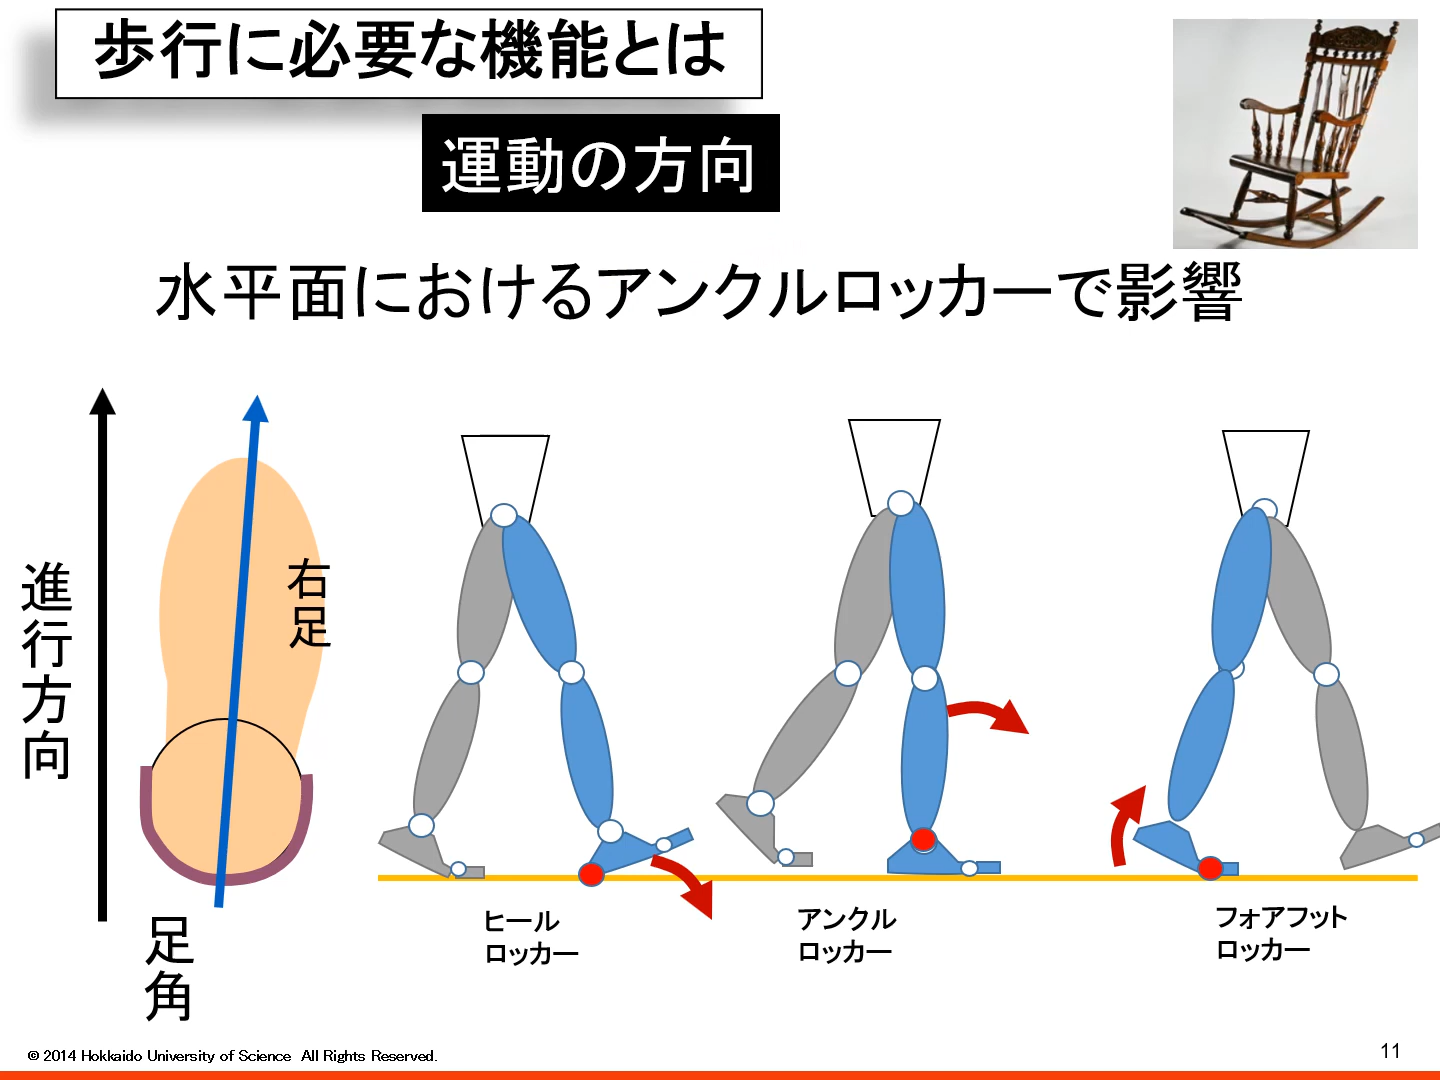 歩行に必要な機能とは
運動の方向
水平面におけるアンクルロッカーで影響
進行方向
右足
足角
ヒール
ロッカー
アンクル
ロッカー
フォアフット
ロッカー
© 2014 Hokkaido University of Science All Rights Reserved.
11